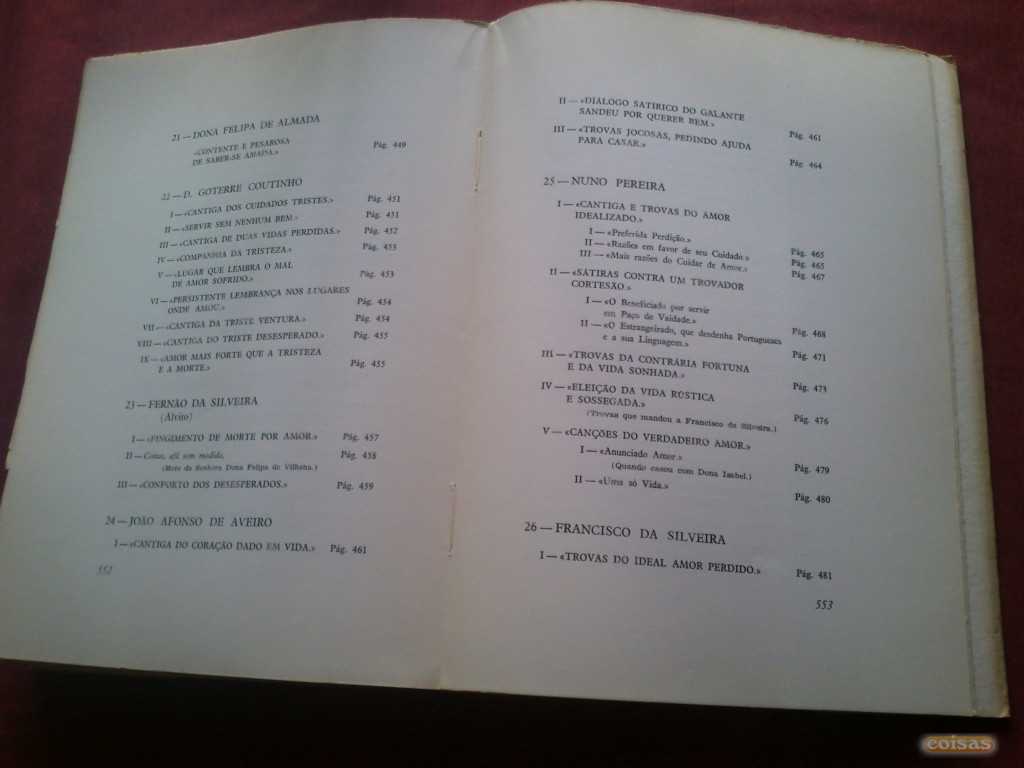 21 — DONA FELIPA DE ALMADA
«CONTENTE E PESAROSA
DE SABER-SE AMADA.» Pág. 449
22 — D. GOTERRE COUTINHO
I — «CANTIGA DOS CUIDADOS TRISTES.» Pág. 451
II — «SERVIR SEM NENHUM BEM.» Pág. 451
III — «CANTIGA DE DUAS VIDAS PERDIDAS.» Pág. 452
IV — «COMPANHIA DA TRISTEZA.» Pág. 453
V — «LUGAR QUE LEMBRA O MAL
DE AMOR SOFRIDO.» Pág. 453
VI — «PERSISTENTE LEMBRANÇA NOS LUGARES
ONDE AMOU.» Pág. 454
VII — «CANTIGA DA TRISTE VENTURA.» Pág. 454
VIII — «CANTIGA DO TRISTE DESESPERADO.» Pág. 455
IX — «AMOR MAIS FORTE QUE A TRISTEZA
E A MORTE.» Pág. 455
23 — FERNÃO DA SILVEIRA
(Alvito)
I — «FINGIMENTO DE MORTE POR AMOR.» Pág. 457
II — Coitas, afã sem medida. Pág. 458
(Mote da Senhora Dona Felipa de Vilhena.)
III — «CONFORTO DOS DESESPERADOS.» Pág. 459
24 — JOÃO AFONSO DE AVEIRO
I — «CANTIGA DO CORAÇÃO DADO EM VIDA.» Pág. 461
552
II — «DIÁLOGO SATÍRICO DO GALANTE
SANDEU POR QUERER BEM.» Pág. 461
III — «TROVAS JOCOSAS, PEDINDO AJUDA
PARA CASAR.» Pág. 464
25 — NUNO PEREIRA
I — «CANTIGA E TROVAS DO AMOR
IDEALIZADO.»
I — «Preferida Perdição.» Pág. 465
II — «Razões em favor de seu Cuidado.» Pág. 465
III — «Mais razões do Cuidar de Amor.» Pág. 467
II — «SÁTIRAS CONTRA UM TROVADOR
CORTESÃO.»
I — «O Beneficiado por servir
em Paço de Vaidade.» Pág. 468
II — «O Estrangeirado, que desdenha Portugueses
e a sua Linguagem.» Pág. 471
III — «TROVAS DA CONTRÁRIA FORTUNA
E DA VIDA SONHADA.» Pág. 473
IV — «ELEIÇÃO DA VIDA RÚSTICA
E SOSSEGADA.» Pág. 476
(Trovas que mandou a Francisco da Silveira.)
V — «CANÇÕES DO VERDADEIRO AMOR.»
I — «Anunciado Amor.» Pág. 479
(Quando casou com Dona Isabel.)
II — «Uma só Vida.» Pág. 480
26 — FRANCISCO DA SILVEIRA
I — «TROVAS DO IDEAL AMOR PERDIDO.» Pág. 481
553
coisas